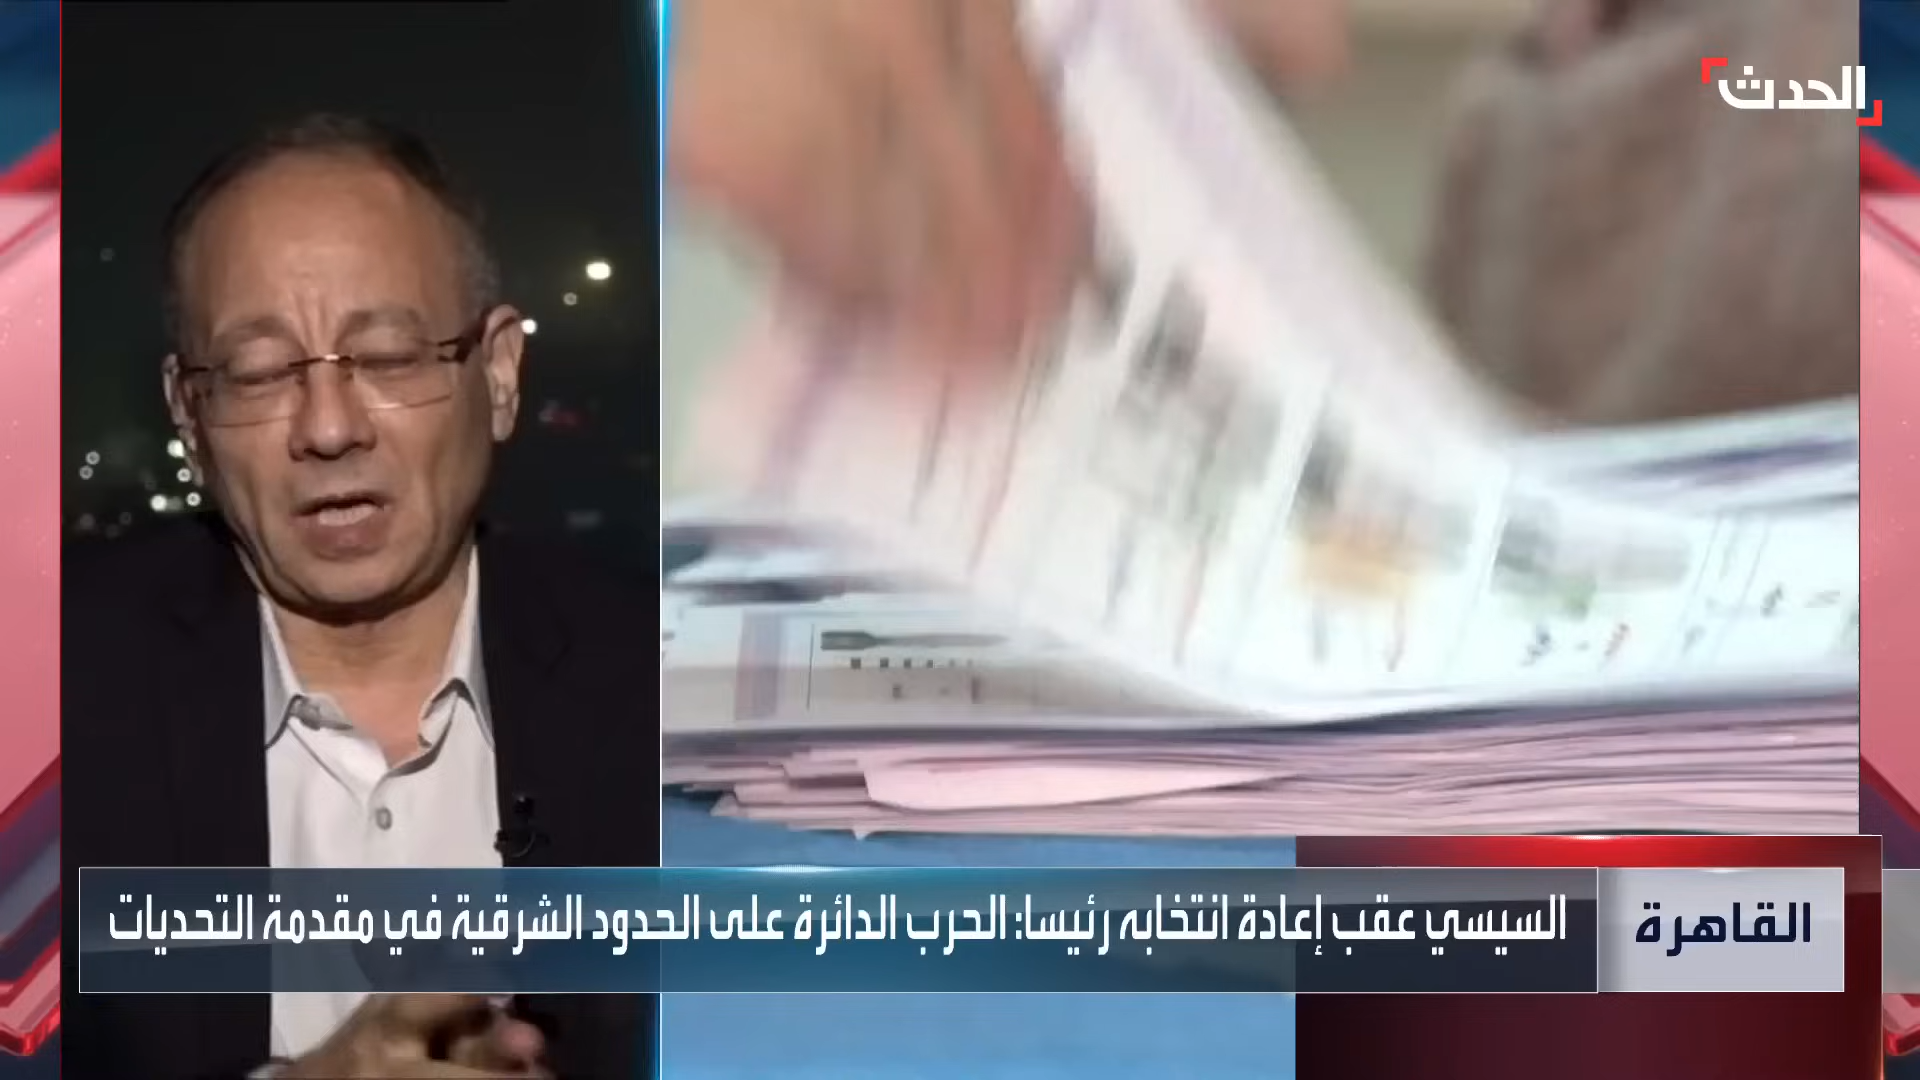 الحدث
القاهرة
السيسي عقب إعادة انتخابه رئيسا: الحرب الدائرة على الحدود الشرقية في مقدمة التحديات